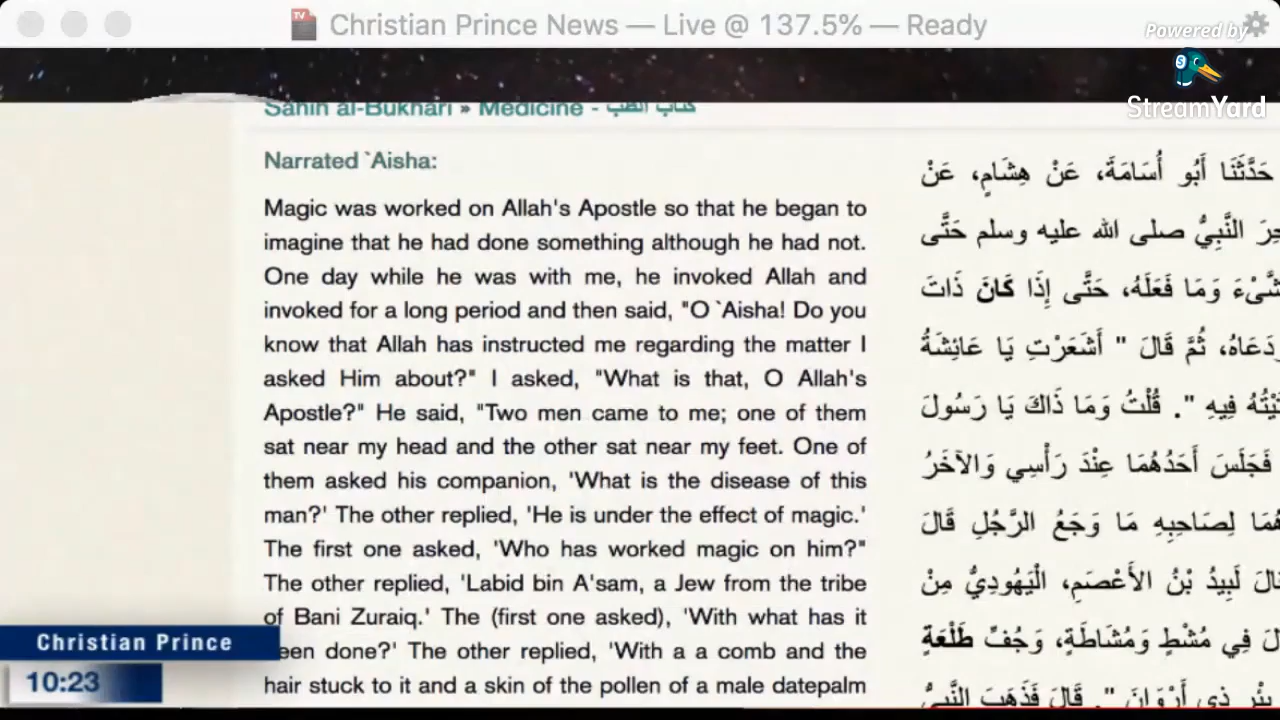 Christian Prince News — Live @ 137.5% — Ready
Powered by
StreamYard
Sahih al-Bukhari » Medicine - كتاب الطب
Narrated `Aisha:
Magic was worked on Allah's Apostle so that he began to
imagine that he had done something although he had not.
One day while he was with me, he invoked Allah and
invoked for a long period and then said, "O `Aisha! Do you
know that Allah has instructed me regarding the matter I
asked Him about?" I asked, "What is that, O Allah's
Apostle?" He said, "Two men came to me; one of them
sat near my head and the other sat near my feet. One of
them asked his companion, 'What is the disease of this
man?' The other replied, 'He is under the effect of magic.'
The first one asked, 'Who has worked magic on him?"
The other replied, 'Labid bin A'sam, a Jew from the tribe
of Bani Zuraiq.' The (first one asked), 'With what has it
een done?' The other replied, 'With a a comb and the
hair stuck to it and a skin of the pollen of a male datepalm
حَدَّثَنَا أَبُو أُسَامَةَ، عَنْ هِشَامٍ، عَنْ
النَّبِيُّ صلى الله عليه وسلم حَتَّى
وَمَا فَعَلَهُ، حَتَّى إِذَا كَانَ ذَاتَ
ثُمَّ قَالَ " أَشَعَرْتِ يَا عَائِشَةُ
فِيهِ ". قُلْتُ وَمَا ذَاكَ يَا رَسُولَ
فَجَلَسَ أَحَدُهُمَا عِنْدَ رَأْسِي وَالآخَرُ
لِصَاحِبِهِ مَا وَجَعُ الرَّجُلِ قَالَ
لَبِيدُ بْنُ الأَعْصَمِ، الْيَهُودِيُّ مِنْ
فِي مُشْطٍ وَمُشَاطَةٍ، وَجُفِّ طَلْعَةٍ
بِئْرِ ذِي أَرْوَانَ ". قَالَ فَذَهَبَ النَّبِيُّ
Christian Prince
10:23